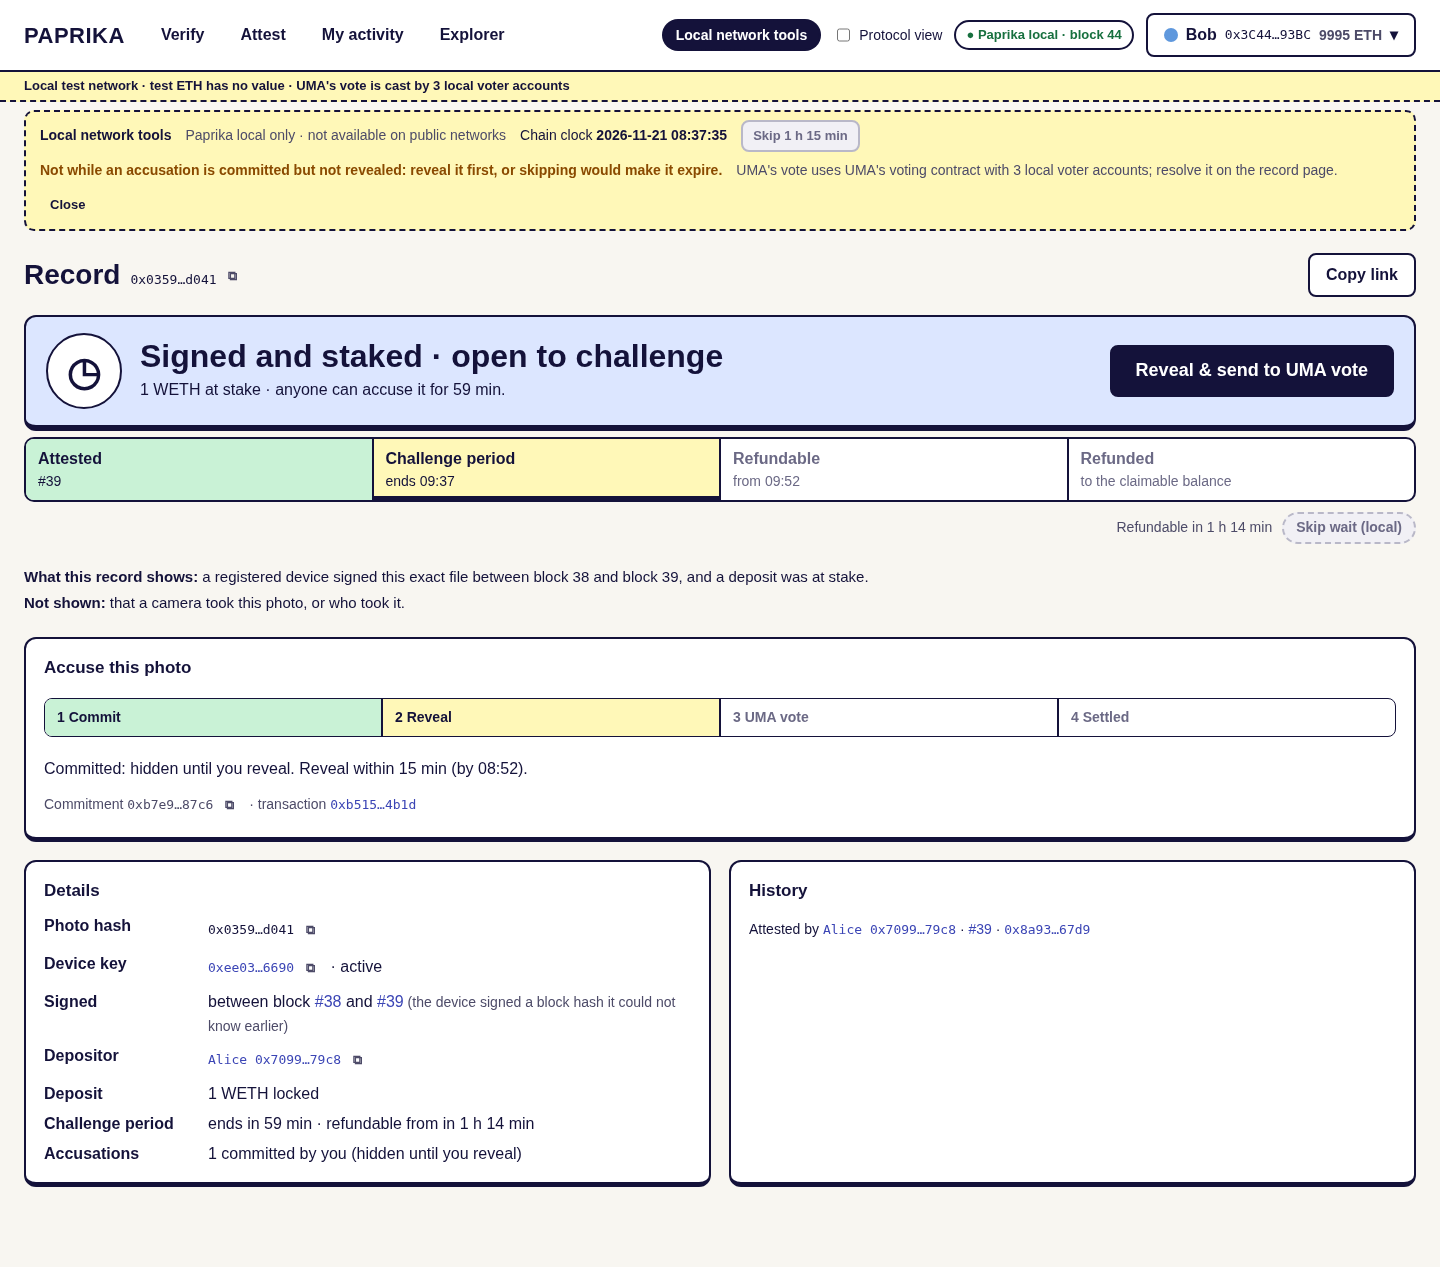 PAPRIKA Verify Attest My activity Explorer Local network tools Protocol view ● Paprika local · block 44 Bob 0x3C44…93BC 9995 ETH ▼
Local test network · test ETH has no value · UMA's vote is cast by 3 local voter accounts
Local network tools Paprika local only · not available on public networks Chain clock 2026-11-21 08:37:35 Skip 1 h 15 min
Not while an accusation is committed but not revealed: reveal it first, or skipping would make it expire. UMA's vote uses UMA's voting contract with 3 local voter accounts; resolve it on the record page.
Close
Record 0x0359…d041 Copy link
Signed and staked · open to challenge
1 WETH at stake · anyone can accuse it for 59 min.
Reveal & send to UMA vote
Attested Challenge period Refundable Refunded
#39 ends 09:37 from 09:52 to the claimable balance
Refundable in 1 h 14 min Skip wait (local)
What this record shows: a registered device signed this exact file between block 38 and block 39, and a deposit was at stake.
Not shown: that a camera took this photo, or who took it.
Accuse this photo
1 Commit 2 Reveal 3 UMA vote 4 Settled
Committed: hidden until you reveal. Reveal within 15 min (by 08:52).
Commitment 0xb7e9…87c6 · transaction 0xb515…4b1d
Details
Photo hash 0x0359…d041
Device key 0xee03…6690 · active
Signed between block #38 and #39 (the device signed a block hash it could not
know earlier)
Depositor Alice 0x7099…79c8
Deposit 1 WETH locked
Challenge period ends in 59 min · refundable from in 1 h 14 min
Accusations 1 committed by you (hidden until you reveal)
History
Attested by Alice 0x7099…79c8 · #39 · 0x8a93…67d9